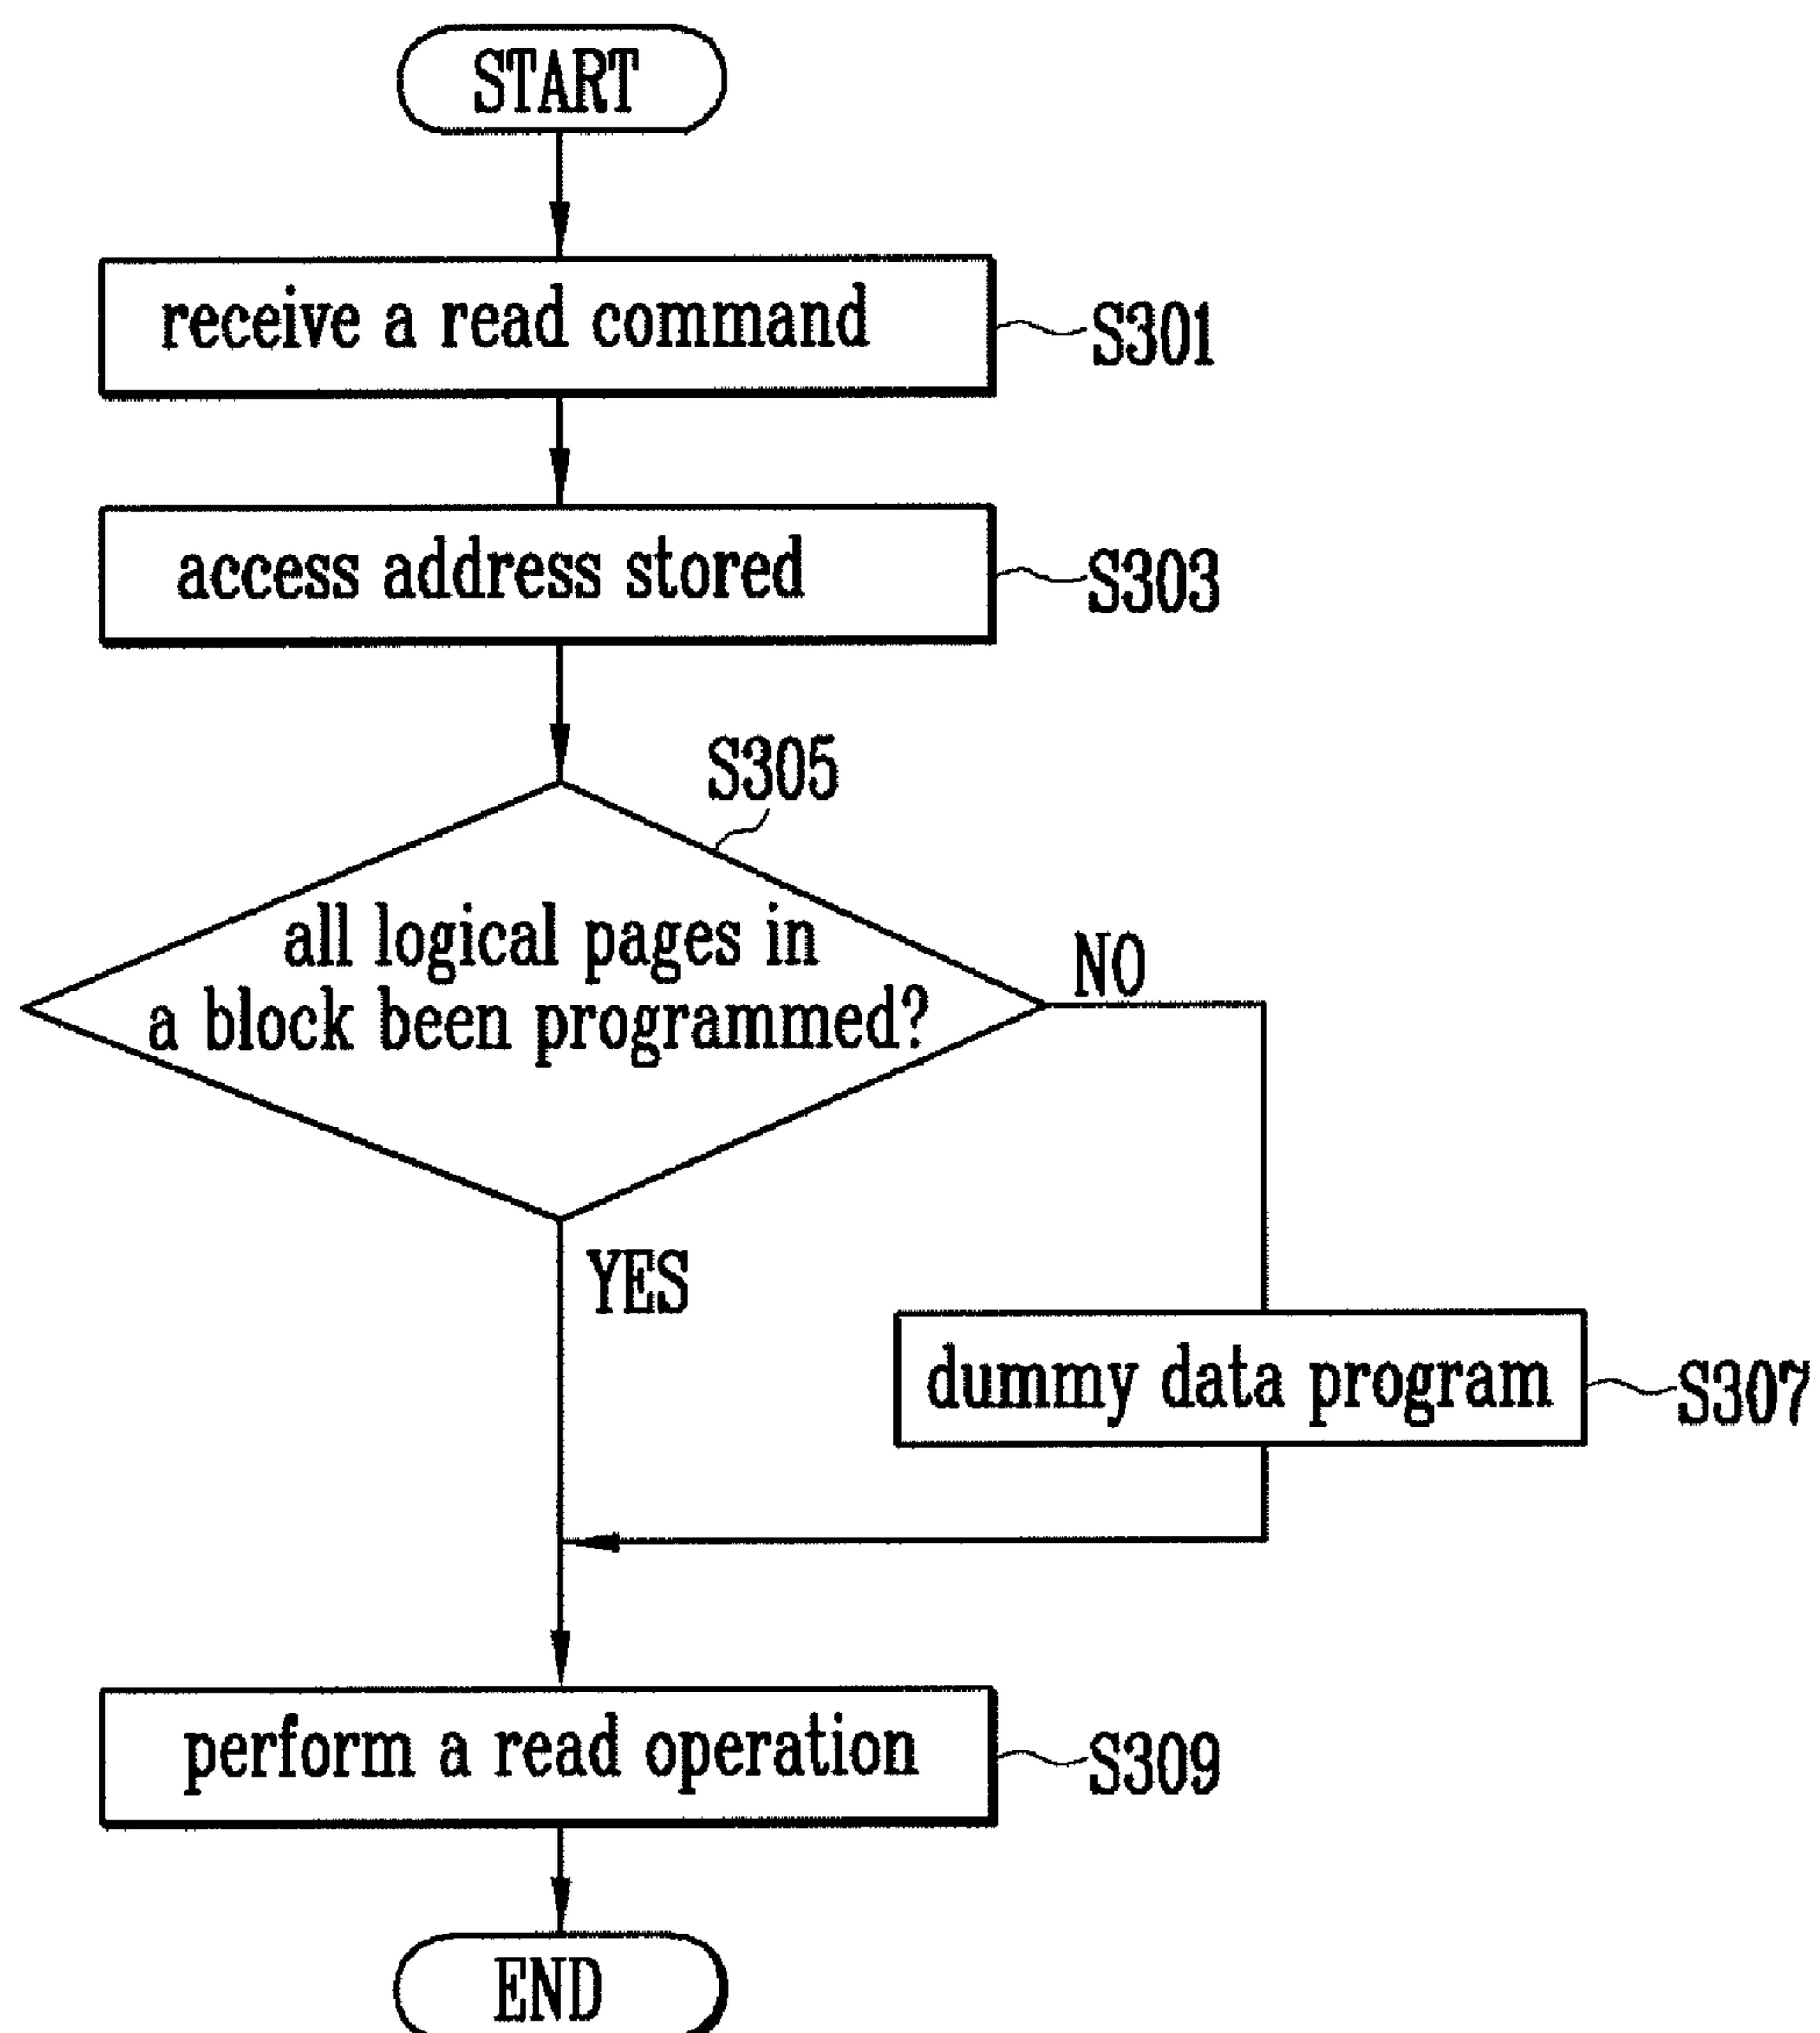 START
receive a read command
S301
access address stored
S303
S305
all logical pages in
a block been programmed?
NO
YES
dummy data program
S307
perform a read operation
S309
END